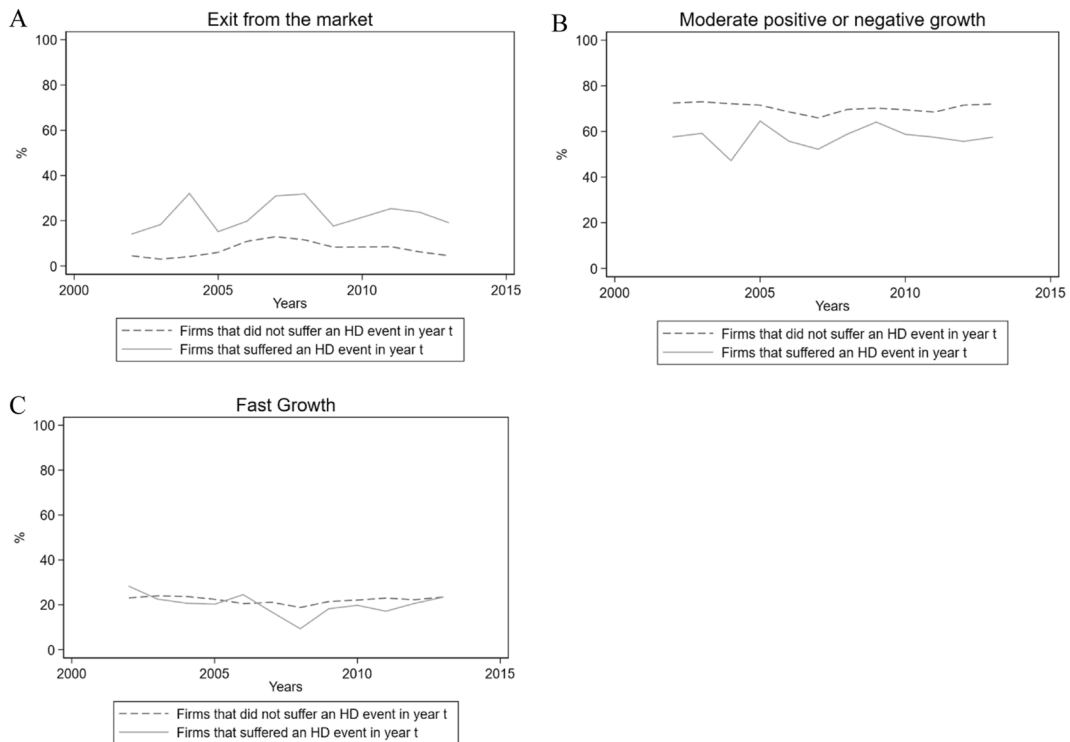 A
Exit from the market
100
80
60
40
20
0
%
2000
2005
2010
2015
Years
Firms that did not suffer an HD event in year t
Firms that suffered an HD event in year t
B
Moderate positive or negative growth
100
80
60
40
20
0
%
2000
2005
2010
2015
Years
Firms that did not suffer an HD event in year t
Firms that suffered an HD event in year t
C
Fast Growth
100
80
60
40
20
0
%
2000
2005
2010
2015
Years
Firms that did not suffer an HD event in year t
Firms that suffered an HD event in year t